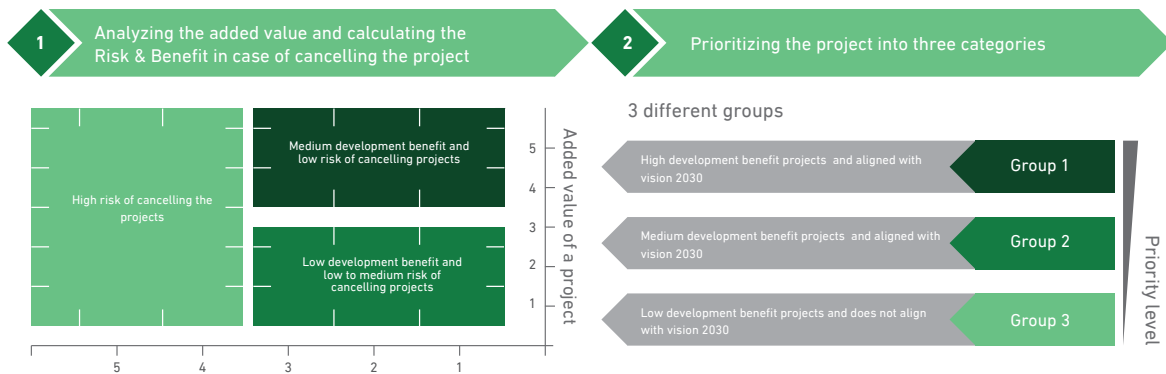 1
Analyzing the added value and calculating the
Risk & Benefit in case of cancelling the project
2
Prioritizing the project into three categories
High risk of cancelling the
projects
Medium development benefit and
low risk of cancelling projects
Low development benefit and
low to medium risk of
cancelling projects
5
4
3
2
1
Added value of a project
5
4
3
2
1
3 different groups
High development benefit projects and aligned with
vision 2030
Group 1
Medium development benefit projects and aligned with
vision 2030
Group 2
Low development benefit projects and does not align
with vision 2030
Group 3
Priority level